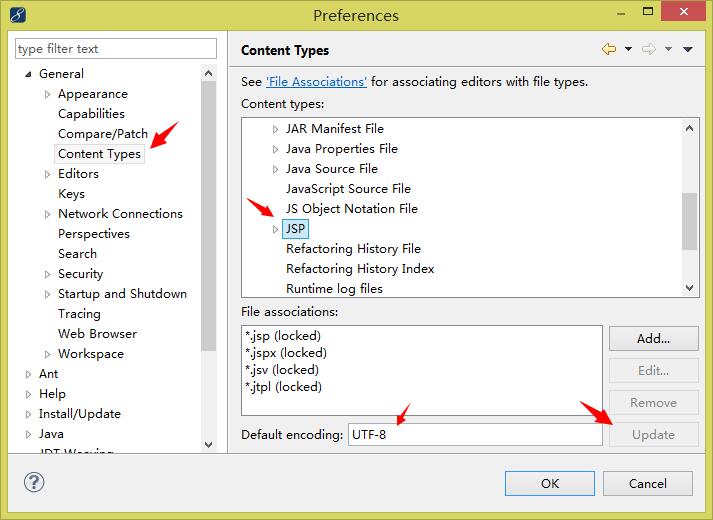 Preferences
type filter text
General
Appearance
Capabilities
Compare/Patch
Content Types
Editors
Keys
Network Connections
Perspectives
Search
Security
Startup and Shutdown
Tracing
Web Browser
Workspace
Ant
Help
Install/Update
Java
JDT Weaving
Content Types
See 'File Associations' for associating editors with file types.
Content types:
JAR Manifest File
Java Properties File
Java Source File
JavaScript Source File
JS Object Notation File
JSP
Refactoring History File
Refactoring History Index
Runtime log files
File associations:
*.jsp (locked)
*.jspx (locked)
*.jsv (locked)
*.jtpl (locked)
Add...
Edit...
Remove
Default encoding: UTF-8
Update
?
OK
Cancel